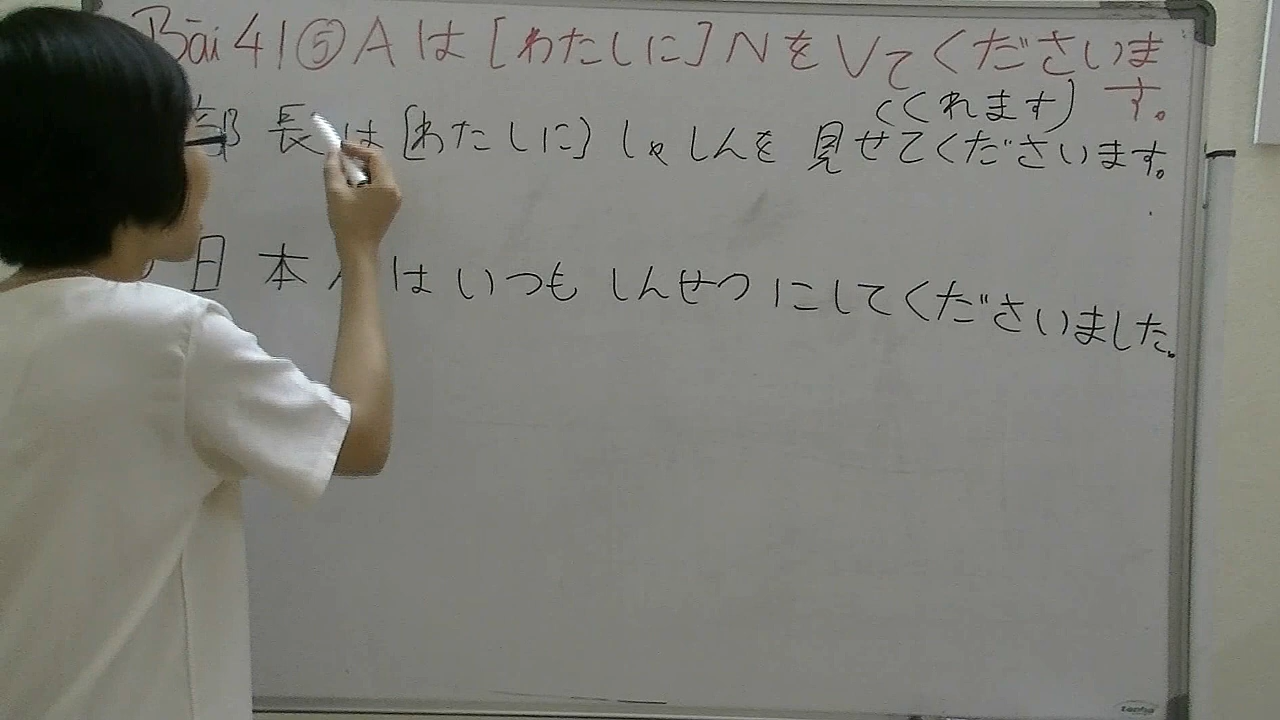 Bài 41 ⑤ Aは[わたしに]NをVてくださいま
す。
(くれます)
部長は[わたしに]しゃしんを見せてくださいます。
日本人はいつもしんせつにしてくださいました。